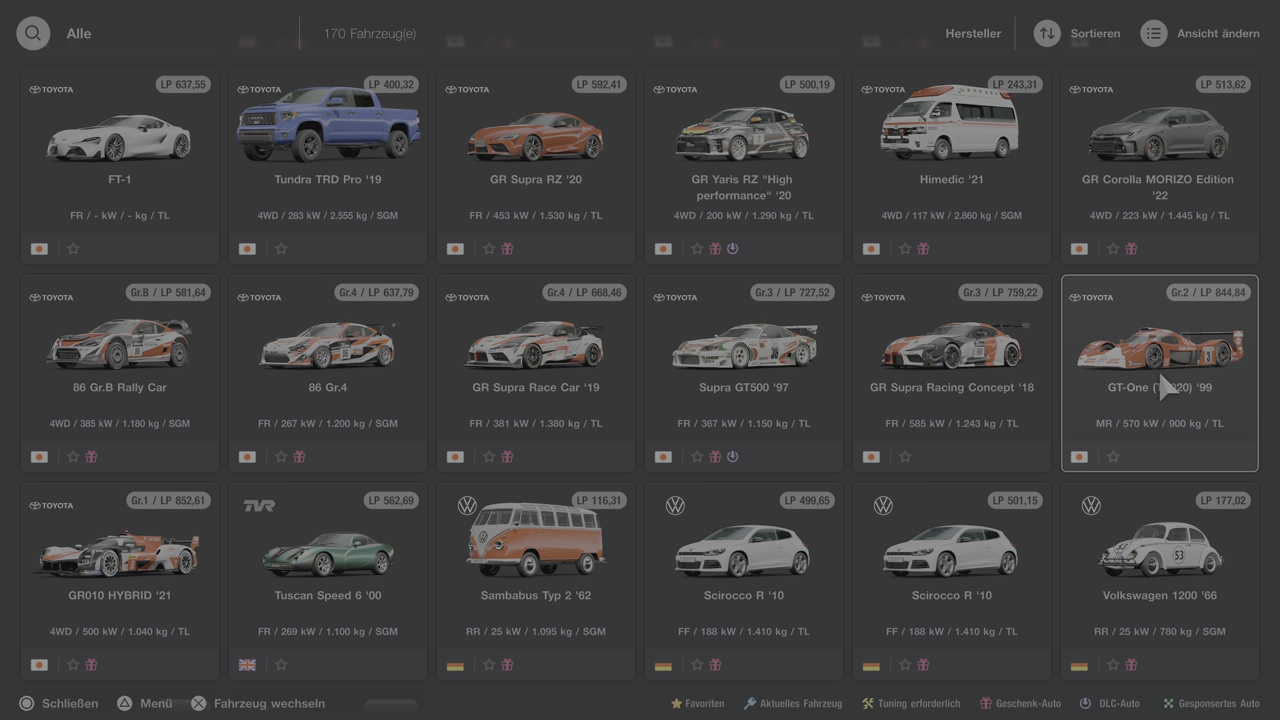 Alle
170 Fahrzeug(e)
Hersteller
Sortieren
Ansicht ändern
TOYOTA
LP 637,55
FT-1
FR / - kW / - kg / TL
TOYOTA
LP 400,32
Tundra TRD Pro '19
4WD / 283 kW / 2.555 kg / SGM
TOYOTA
LP 592,41
GR Supra RZ '20
FR / 453 kW / 1.530 kg / TL
TOYOTA
LP 500,19
GR Yaris RZ "High
performance" '20
4WD / 200 kW / 1.290 kg / TL
TOYOTA
LP 243,31
Himedic '21
4WD / 117 kW / 2.860 kg / SGM
TOYOTA
LP 513,62
GR Corolla MORIZO Edition
'22
4WD / 223 kW / 1.445 kg / TL
TOYOTA
Gr.B / LP 581,64
86 Gr.B Rally Car
4WD / 385 kW / 1.180 kg / SGM
TOYOTA
Gr.4 / LP 637,79
86 Gr.4
FR / 267 kW / 1.200 kg / SGM
TOYOTA
Gr.4 / LP 668,46
GR Supra Race Car '19
FR / 381 kW / 1.380 kg / TL
TOYOTA
Gr.3 / LP 727,52
Supra GT500 '97
FR / 367 kW / 1.150 kg / TL
TOYOTA
Gr.3 / LP 759,22
GR Supra Racing Concept '18
FR / 585 kW / 1.243 kg / TL
TOYOTA
Gr.2 / LP 844,84
3
GT-One '99
MR / 570 kW / 900 kg / TL
TOYOTA
Gr.1 / LP 852,61
GR010 HYBRID '21
4WD / 500 kW / 1.040 kg / TL
TVR
LP 562,69
Tuscan Speed 6 '00
FR / 269 kW / 1.100 kg / SGM
LP 116,31
Sambabus Typ 2 '62
RR / 25 kW / 1.095 kg / SGM
LP 499,65
Scirocco R '10
FF / 188 kW / 1.410 kg / TL
LP 501,15
Scirocco R '10
FF / 188 kW / 1.410 kg / TL
LP 177,02
53
Volkswagen 1200 '66
RR / 25 kW / 780 kg / SGM
Schließen
Menü
Fahrzeug wechseln
Favoriten
Aktuelles Fahrzeug
Tuning erforderlich
Geschenk-Auto
DLC-Auto
Gesponsertes Auto